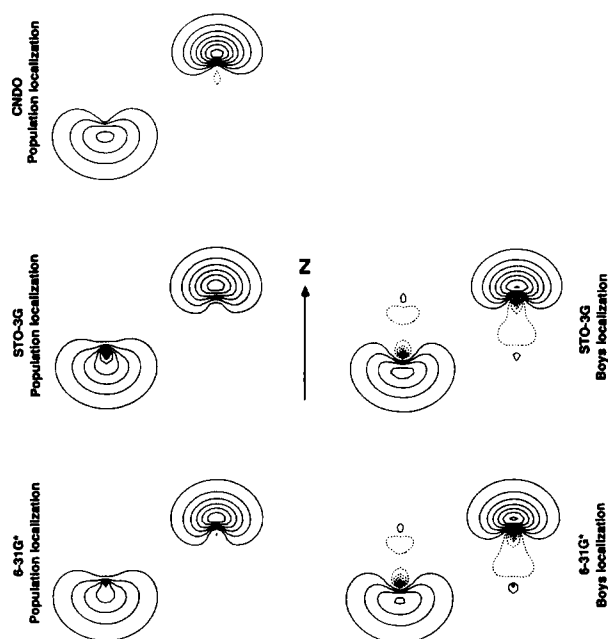 CNDO
Population localization
STO-3G
Population localization
Z
STO-3G
Boys localization
6-31G*
Population localization
6-31G*
Boys localization